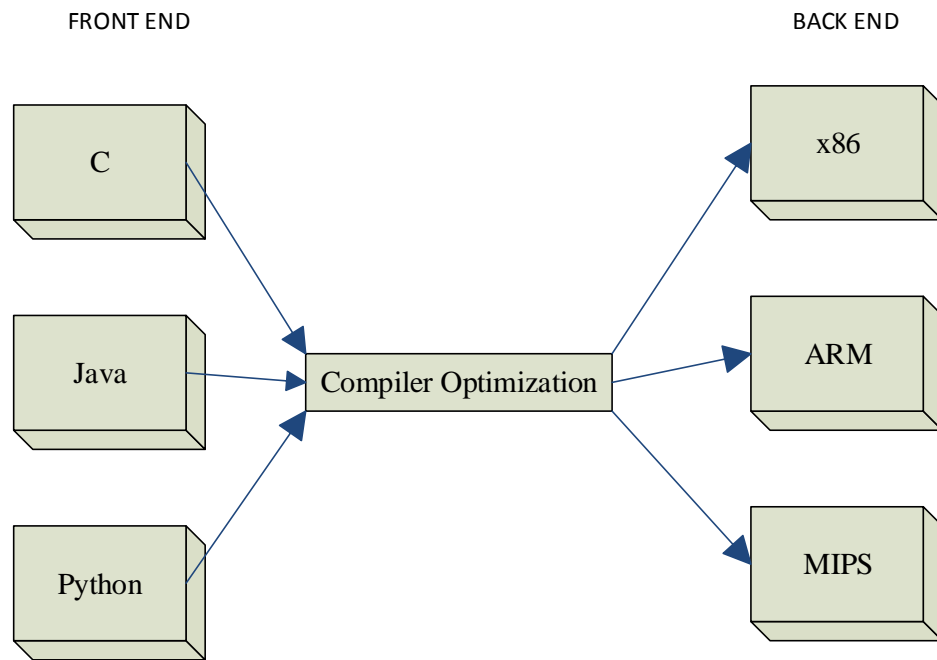 FRONT END
BACK END
C
x86
Java
Compiler Optimization
ARM
Python
MIPS